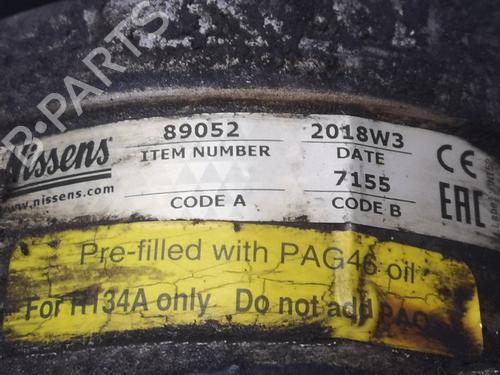 B-PARTS
Nissens
www.nissens.com
89052
ITEM NUMBER
CODE A
2018W3
DATE
7155
CODE B
CE
EAC
Pre-filled with PAG46 oil
For R134A only Do not add PAO